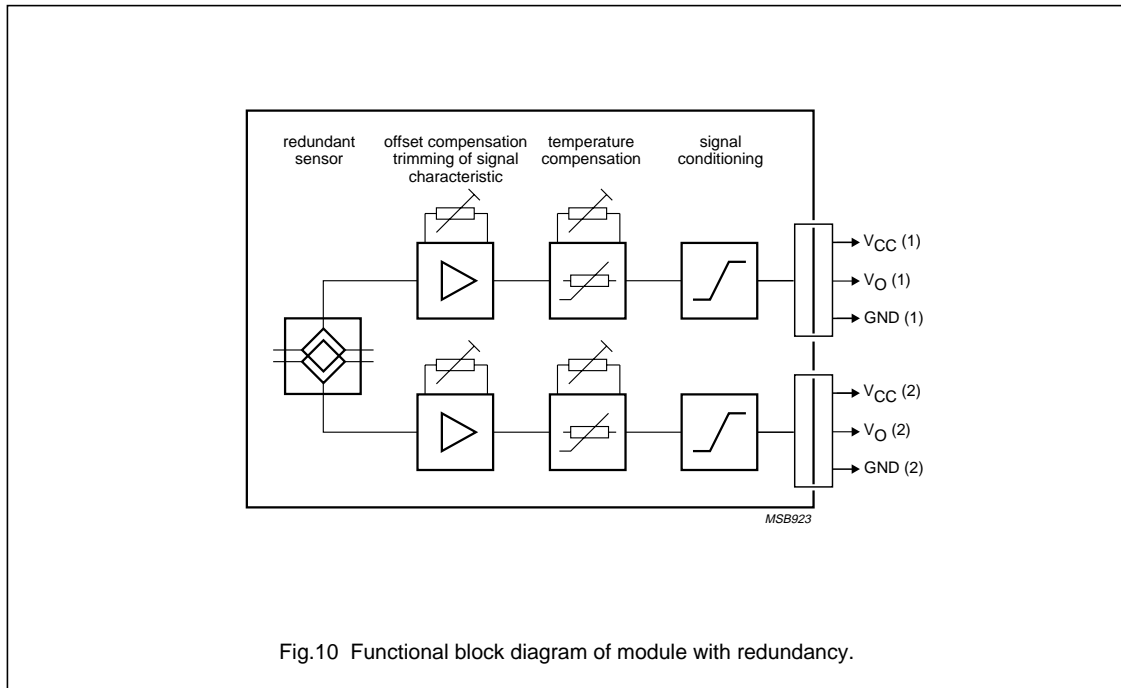 redundant
sensor
offset compensation
trimming of signal
characteristic
temperature
compensation
signal
conditioning
VCC (1)
VO (1)
GND (1)
VCC (2)
VO (2)
GND (2)
MSB923
Fig.10 Functional block diagram of module with redundancy.